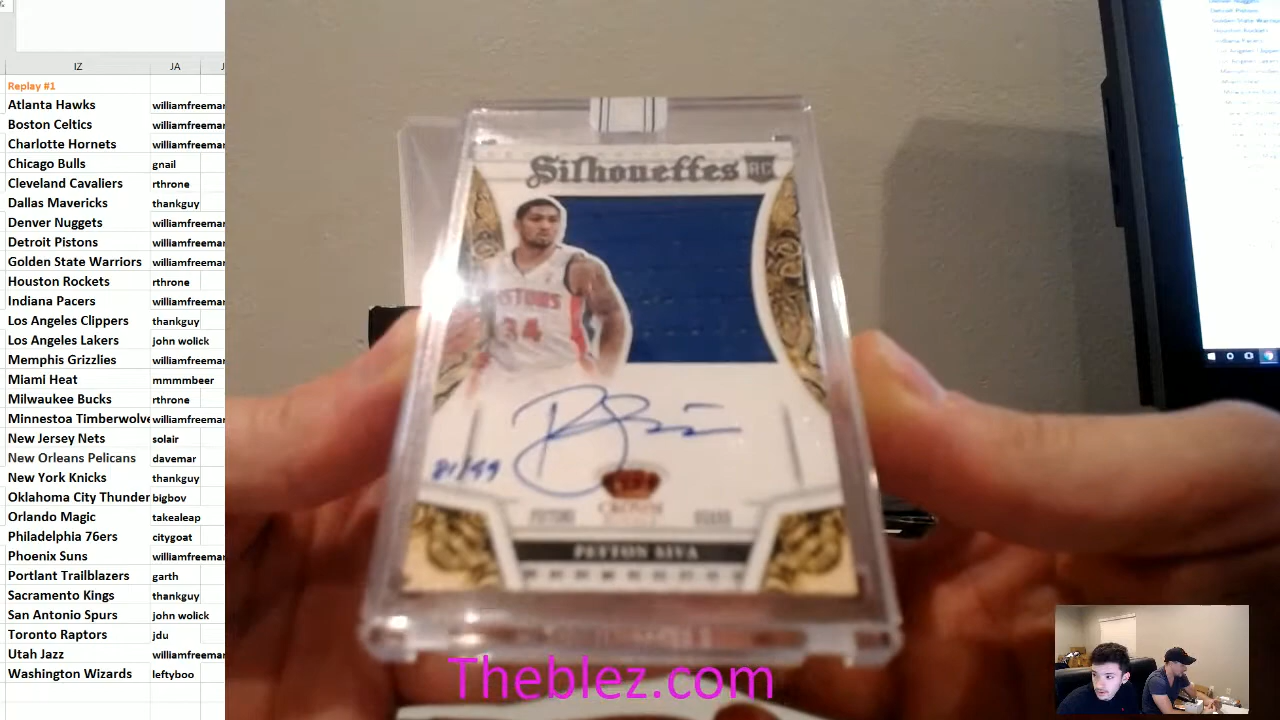 IZ JA J
Replay #1
Atlanta Hawks williamfreemar
Boston Celtics williamfreemar
Charlotte Hornets williamfreemar
Chicago Bulls gnail
Cleveland Cavaliers rthrone
Dallas Mavericks thankguy
Denver Nuggets williamfreemar
Detroit Pistons williamfreemar
Golden State Warriors williamfreemar
Houston Rockets rthrone
Indiana Pacers williamfreemar
Los Angeles Clippers thankguy
Los Angeles Lakers john wolick
Memphis Grizzlies williamfreemar
Miami Heat mmmmbeer
Milwaukee Bucks rthrone
Minnestoa Timberwolve williamfreemar
New Jersey Nets solair
New Orleans Pelicans davemar
New York Knicks thankguy
Oklahoma City Thunder bigbov
Orlando Magic takealeap
Philadelphia 76ers citygoat
Phoenix Suns williamfreemar
Portlant Trailblazers garth
Sacramento Kings thankguy
San Antonio Spurs john wolick
Toronto Raptors jdu
Utah Jazz williamfreemar
Washington Wizards leftyboo
Silhouettes RC
PISTONS
34
81/99
CROWN
PEYTON SIVA
Theblez.com